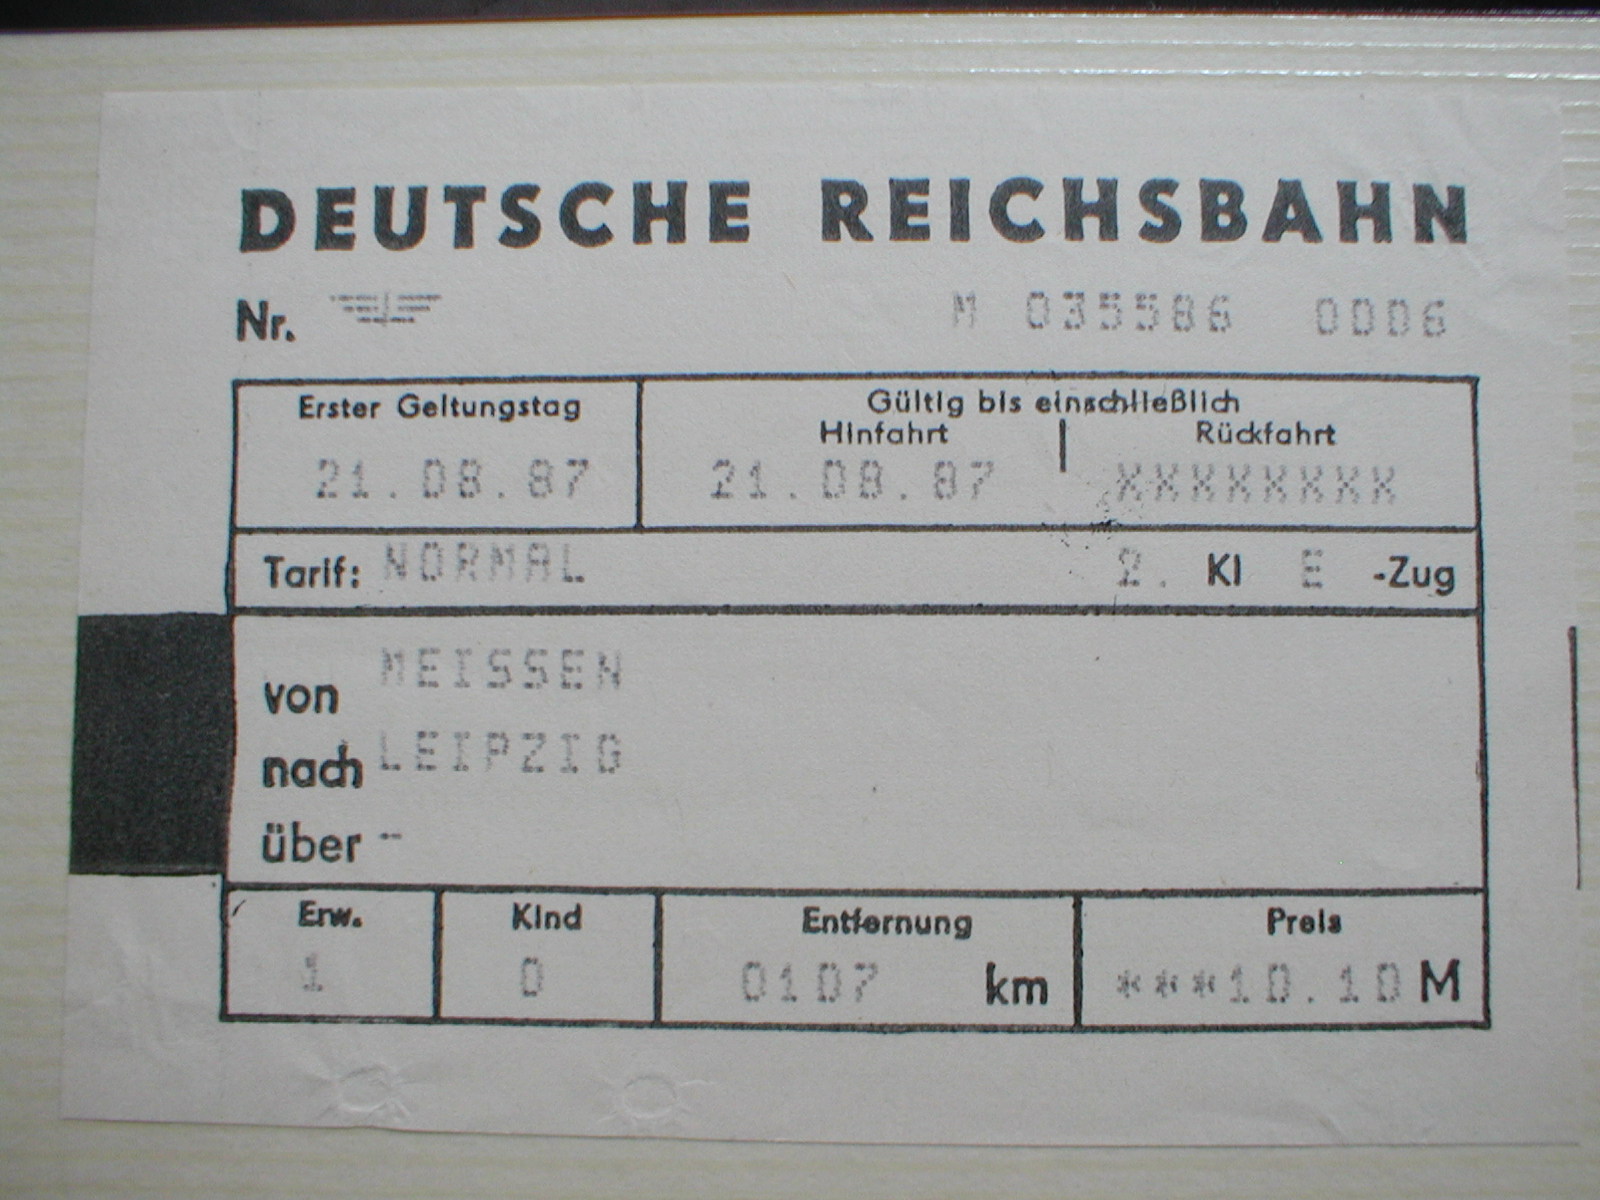 DEUTSCHE REICHSBAHN
Nr. M 035586 0006
Erster Geltungstag
Gültig bis einschließlich
Hinfahrt | Rückfahrt
21.08.87 21.08.87 XXXXXXXX
Tarif: NORMAL 2. Kl E -Zug
von MEISSEN
nach LEIPZIG
über --
Erw. Kind Entfernung Preis
1 0 0107 km ***10.10 M